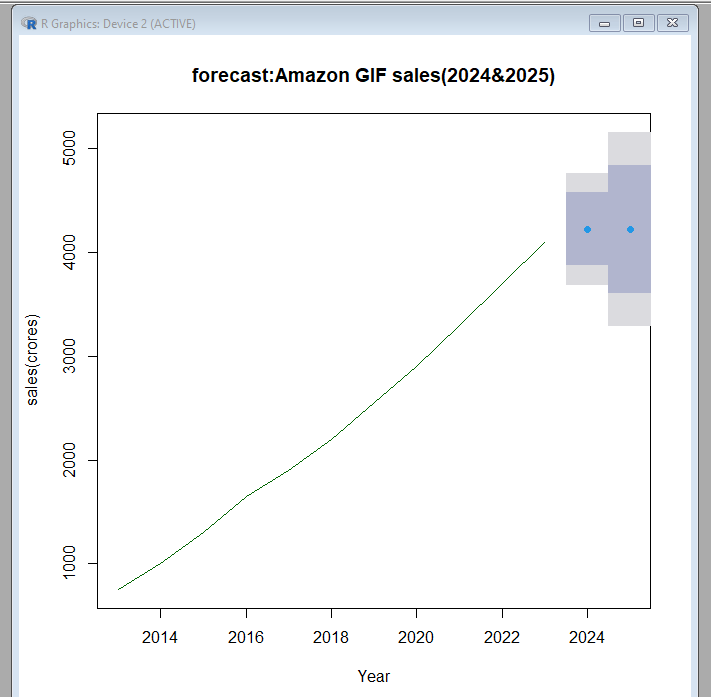 R Graphics: Device 2 (ACTIVE)
forecast:Amazon GIF sales(2024&2025)
5000
4000
3000
2000
1000
sales(crores)
2014 2016 2018 2020 2022 2024
Year